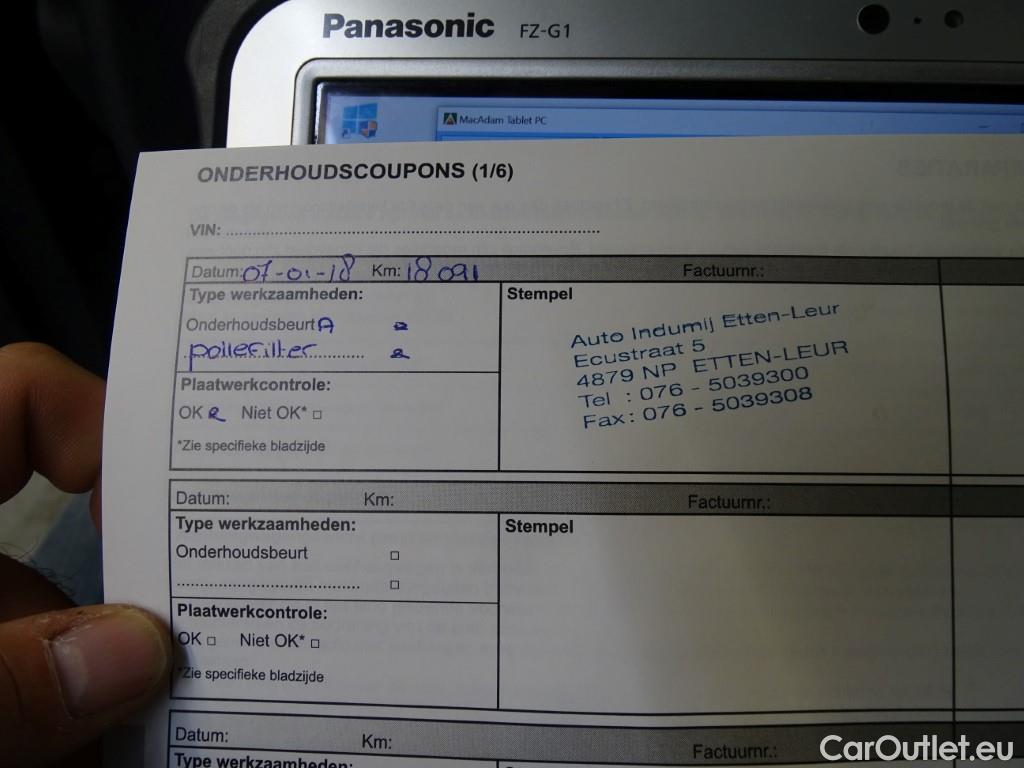 Panasonic FZ-G1
MacAdam Tablet PC
ONDERHOUDSCOUPONS (1/6)
VIN:
Datum: 07-01-18 Km: 18091 Factuurnr.:
Type werkzaamheden:
Stempel
Onderhoudsbeurt A
pollefilter
Auto Indumij Etten-Leur
Ecustraat 5
4879 NP ETTEN-LEUR
Tel : 076 - 5039300
Fax: 076 - 5039308
Plaatwerkcontrole:
OK Niet OK*
*Zie specifieke bladzijde
Datum: Km: Factuurnr.:
Type werkzaamheden:
Stempel
Onderhoudsbeurt
Plaatwerkcontrole:
OK Niet OK*
*Zie specifieke bladzijde
Datum: Km: Factuurnr.:
Type werkzaamheden:
CarOutlet.eu